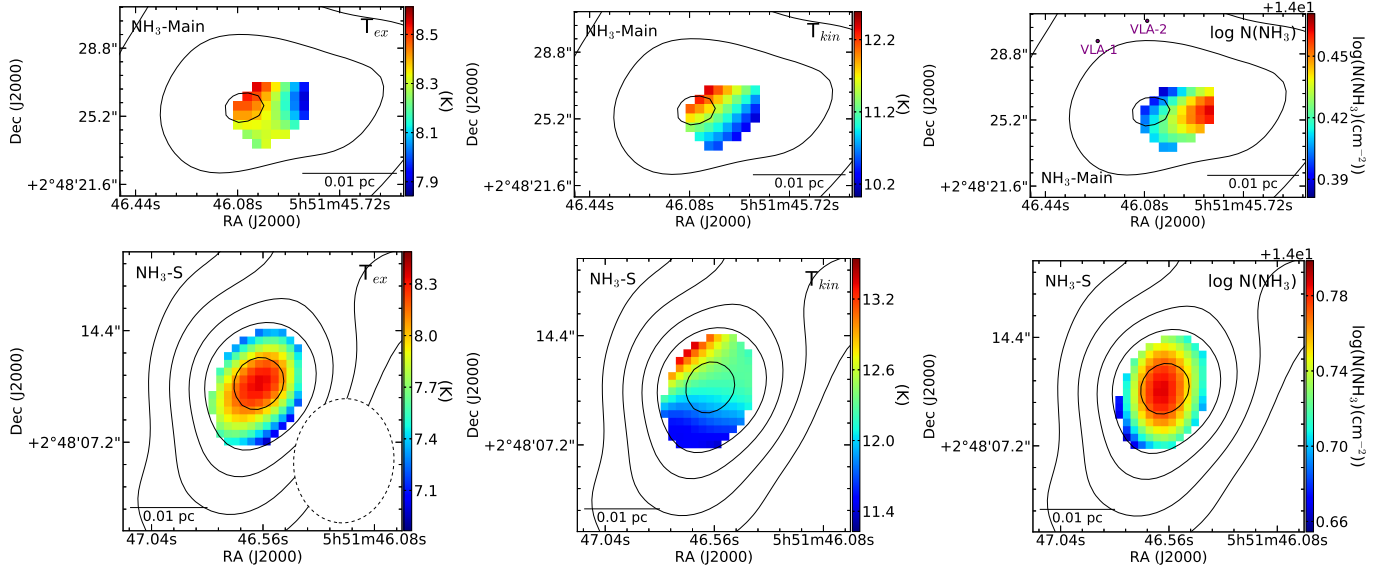 NH₃-Main
T_ex
28.8"
25.2"
+2°48'21.6"
46.44s 46.08s 5h51m45.72s
RA (J2000)
Dec (J2000)
0.01 pc
8.5
8.3
8.1
7.9
(K)
NH₃-Main
T_kin
28.8"
25.2"
+2°48'21.6"
46.44s 46.08s 5h51m45.72s
RA (J2000)
Dec (J2000)
0.01 pc
12.2
11.2
10.2
(K)
+1.4e1
VLA-2
VLA-1
log N(NH₃)
28.8"
25.2"
+2°48'21.6"
NH₃-Main
46.44s 46.08s 5h51m45.72s
RA (J2000)
Dec (J2000)
0.01 pc
0.45
0.42
0.39
log(N(NH₃)(cm⁻²))
NH₃-S
T_ex
14.4"
+2°48'07.2"
47.04s 46.56s 5h51m46.08s
RA (J2000)
Dec (J2000)
0.01 pc
8.3
8.0
7.7
7.4
7.1
(K)
NH₃-S
T_kin
14.4"
+2°48'07.2"
47.04s 46.56s 5h51m46.08s
RA (J2000)
Dec (J2000)
0.01 pc
13.2
12.6
12.0
11.4
(K)
+1.4e1
NH₃-S
log N(NH₃)
14.4"
+2°48'07.2"
47.04s 46.56s 5h51m46.08s
RA (J2000)
Dec (J2000)
0.01 pc
0.78
0.74
0.70
0.66
log(N(NH₃)(cm⁻²))